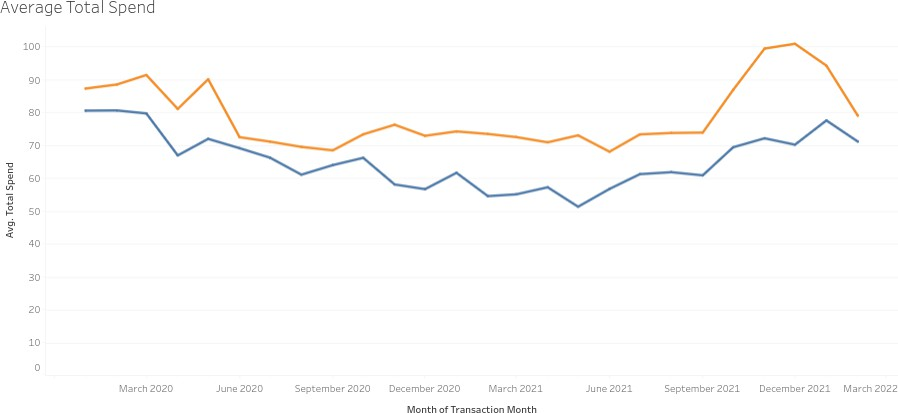 Average Total Spend
100
90
80
70
60
50
40
30
20
10
0
Avg. Total Spend
March 2020 June 2020 September 2020 December 2020 March 2021 June 2021 September 2021 December 2021 March 2022
Month of Transaction Month